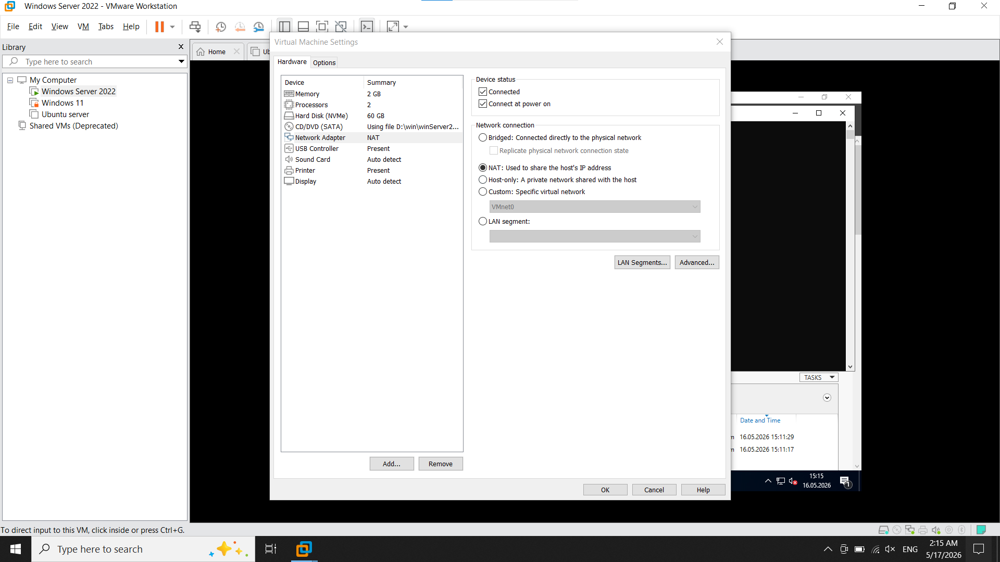 Windows Server 2022 - VMware Workstation
File Edit View VM Tabs Help
Library
Type here to search
My Computer
Windows Server 2022
Windows 11
Ubuntu server
Shared VMs (Deprecated)
Home
Ub
Virtual Machine Settings
Hardware Options
Device Summary
Memory 2 GB
Processors 2
Hard Disk (NVMe) 60 GB
CD/DVD (SATA) Using file D:\win\winServer2...
Network Adapter NAT
USB Controller Present
Sound Card Auto detect
Printer Present
Display Auto detect
Add... Remove
Device status
Connected
Connect at power on
Network connection
Bridged: Connected directly to the physical network
Replicate physical network connection state
NAT: Used to share the host's IP address
Host-only: A private network shared with the host
Custom: Specific virtual network
VMnet0
LAN segment:
LAN Segments... Advanced...
OK Cancel Help
TASKS
Date and Time
16.05.2026 15:11:29
16.05.2026 15:11:17
15:15
16.05.2026
1
To direct input to this VM, click inside or press Ctrl+G.
Type here to search
ENG
2:15 AM
5/17/2026